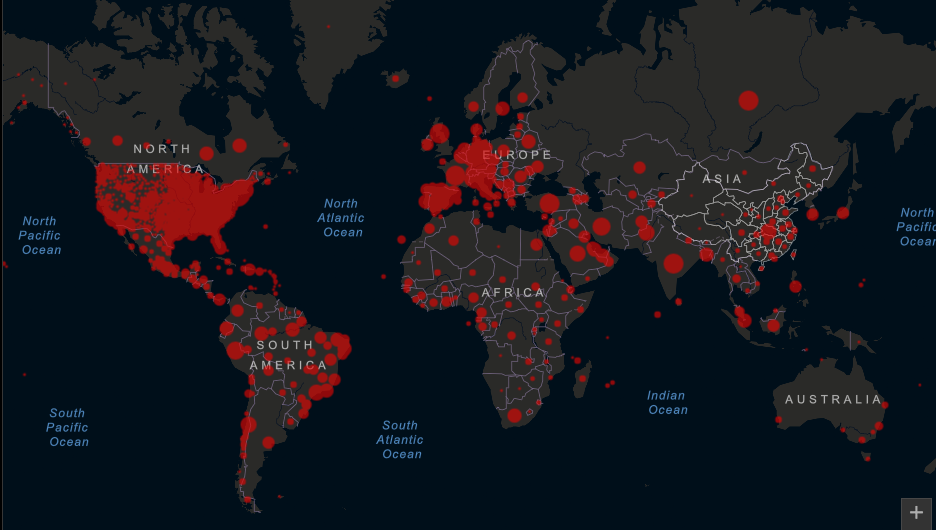 NORTH
AMERICA
EUROPE
ASIA
North
Pacific
Ocean
North
Atlantic
Ocean
North
Pacific
Ocean
AFRICA
SOUTH
AMERICA
AUSTRALIA
South
Pacific
Ocean
South
Atlantic
Ocean
Indian
Ocean
+